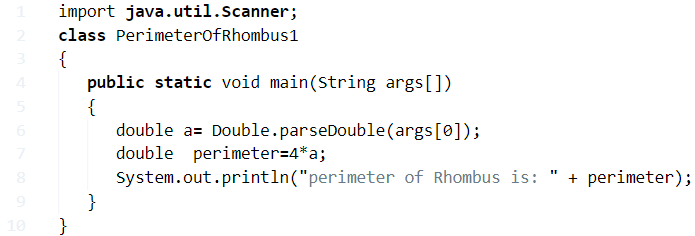 1 import java.util.Scanner;
2 class PerimeterOfRhombus1
3 {
4 public static void main(String args[])
5 {
6 double a= Double.parseDouble(args[0]);
7 double  perimeter=4*a;
8 System.out.println("perimeter of Rhombus is: " + perimeter);
9 }
10 }